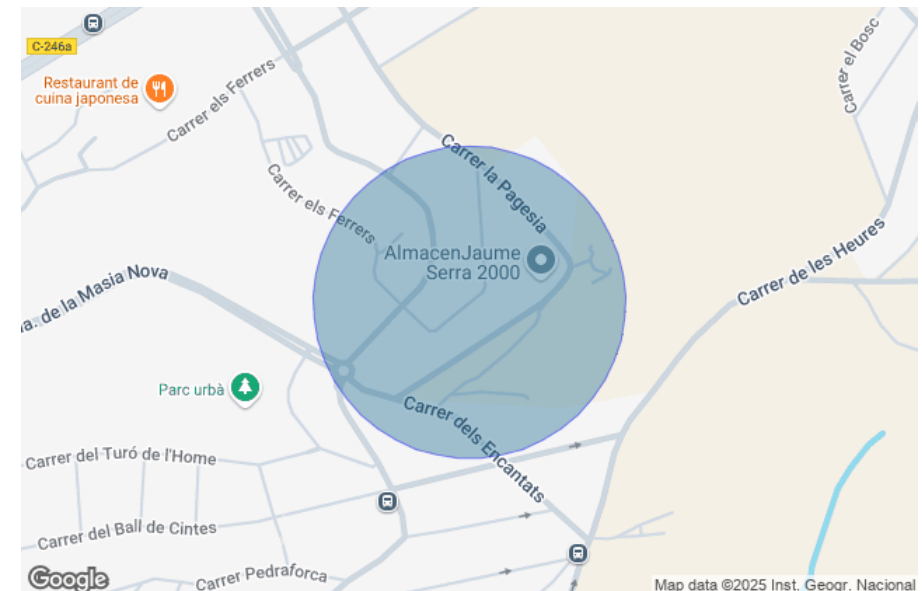 C-246a
Restaurant de
cuina japonesa
Carrer els Ferrers
Carrer el Bosc
Carrer la Pagesia
Carrer els Ferrers
AlmacenJaume
Serra 2000
Carrer de les Heures
a. de la Masia Nova
Parc urbà
Carrer dels Encantats
Carrer del Turó de l'Home
Carrer del Ball de Cintes
Carrer Pedraforca
Google
Map data ©2025 Inst. Geogr. Nacional